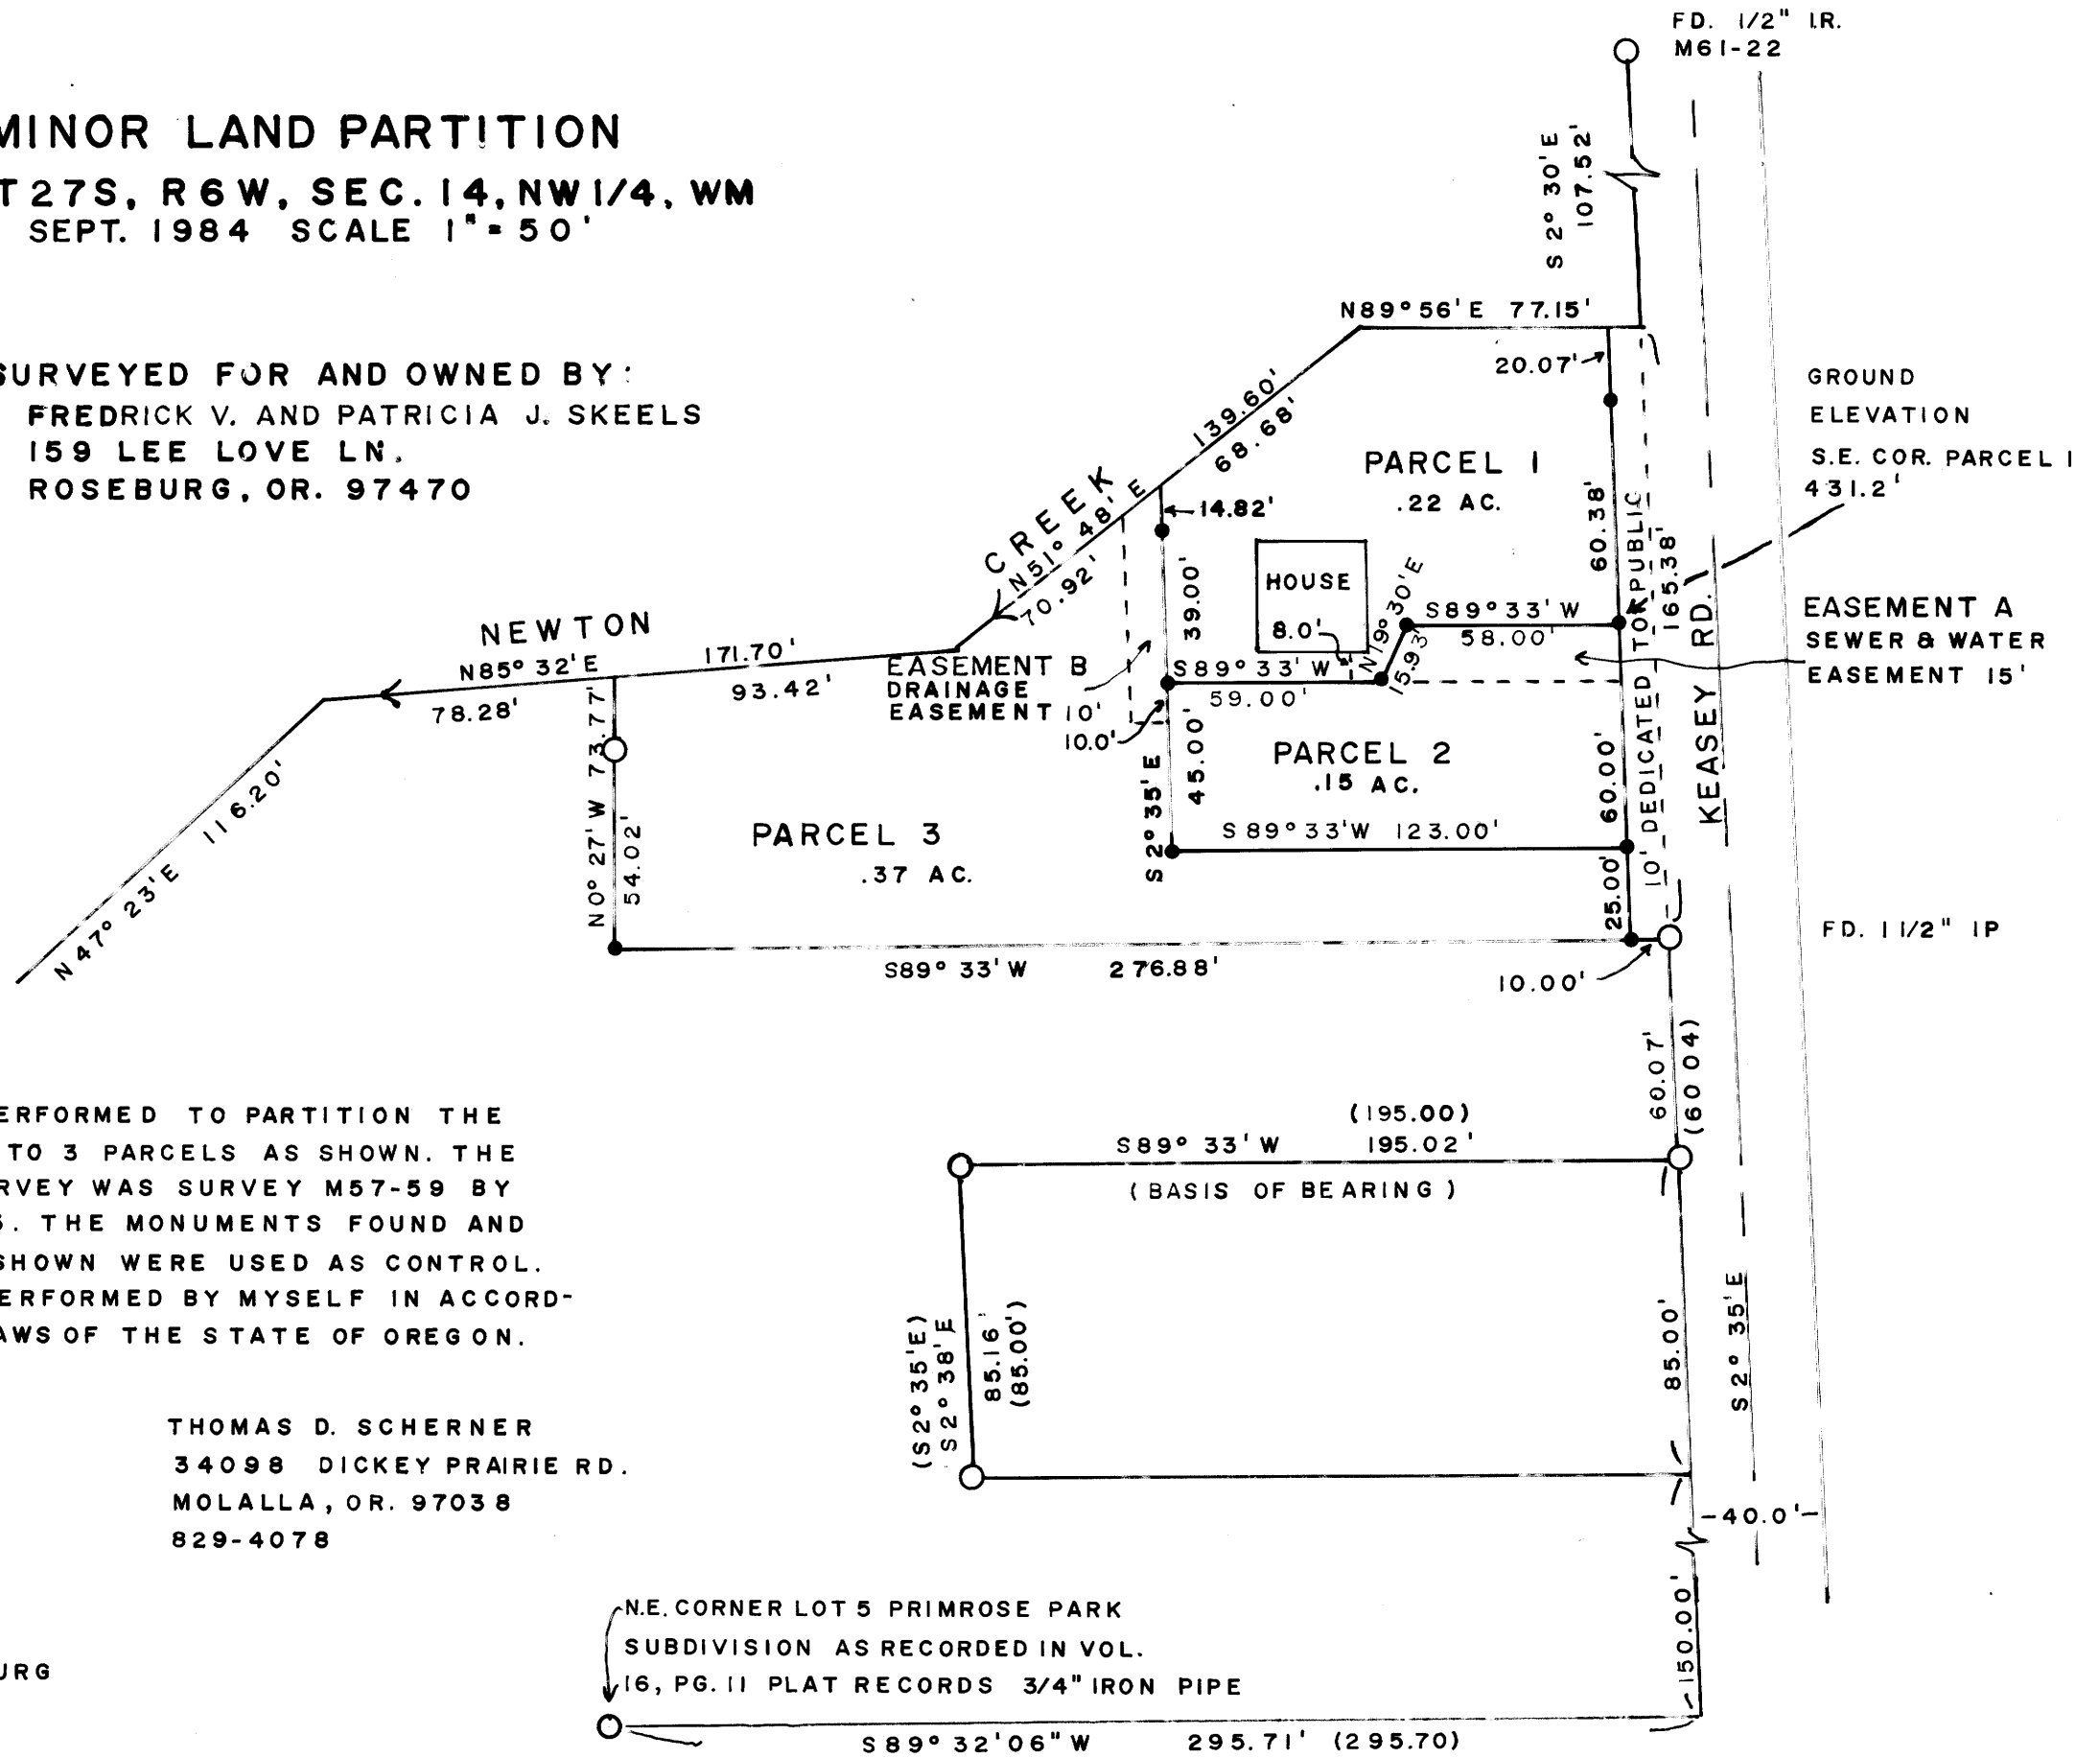 MINOR LAND PARTITION
T27S, R6W, SEC. 14, NW1/4, WM
SEPT. 1984 SCALE 1"=50'
SURVEYED FOR AND OWNED BY:
FREDRICK V. AND PATRICIA J. SKEELS
159 LEE LOVE LN.
ROSEBURG, OR. 97470
FD. 1/2" I.R.
M61-22
S 2° 30' E
107.52'
N89°56'E 77.15'
20.07'
GROUND
ELEVATION
S.E. COR. PARCEL 1
431.2'
139.60'
68.68'
PARCEL 1
.22 AC.
CREEK
N51° 48' E
70.92'
14.82'
39.00'
HOUSE
8.0'
N19°30'E
15.93'
S89°33'W
58.00'
60.38'
10' DEDICATED TO PUBLIC
165.38'
KEASEY RD.
EASEMENT A
SEWER & WATER
EASEMENT 15'
NEWTON
N85° 32'E
171.70'
78.28'
93.42'
EASEMENT B
DRAINAGE
EASEMENT 10'
S89°33'W
59.00'
10.0'
PARCEL 2
.15 AC.
45.00'
60.00'
S 2° 35' E
S 89°33'W 123.00'
N0° 27' W 73.77'
54.02'
PARCEL 3
.37 AC.
25.00'
N47° 23'E 116.20'
S89° 33' W 276.88'
10.00'
FD. 1 1/2" IP
60.07'
(60 04)
ERFORMED TO PARTITION THE
TO 3 PARCELS AS SHOWN. THE
RVEY WAS SURVEY M57-59 BY
S. THE MONUMENTS FOUND AND
SHOWN WERE USED AS CONTROL.
ERFORMED BY MYSELF IN ACCORD-
AWS OF THE STATE OF OREGON.
(195.00)
S89° 33' W 195.02'
(BASIS OF BEARING)
(S2° 35'E)
S2° 38' E
85.16'
(85.00')
85.00'
S2° 35' E
THOMAS D. SCHERNER
34098 DICKEY PRAIRIE RD.
MOLALLA, OR. 97038
829-4078
40.0'
150.00'
URG
N.E. CORNER LOT 5 PRIMROSE PARK
SUBDIVISION AS RECORDED IN VOL.
16, PG. 11 PLAT RECORDS 3/4" IRON PIPE
S89° 32'06" W 295.71' (295.70)